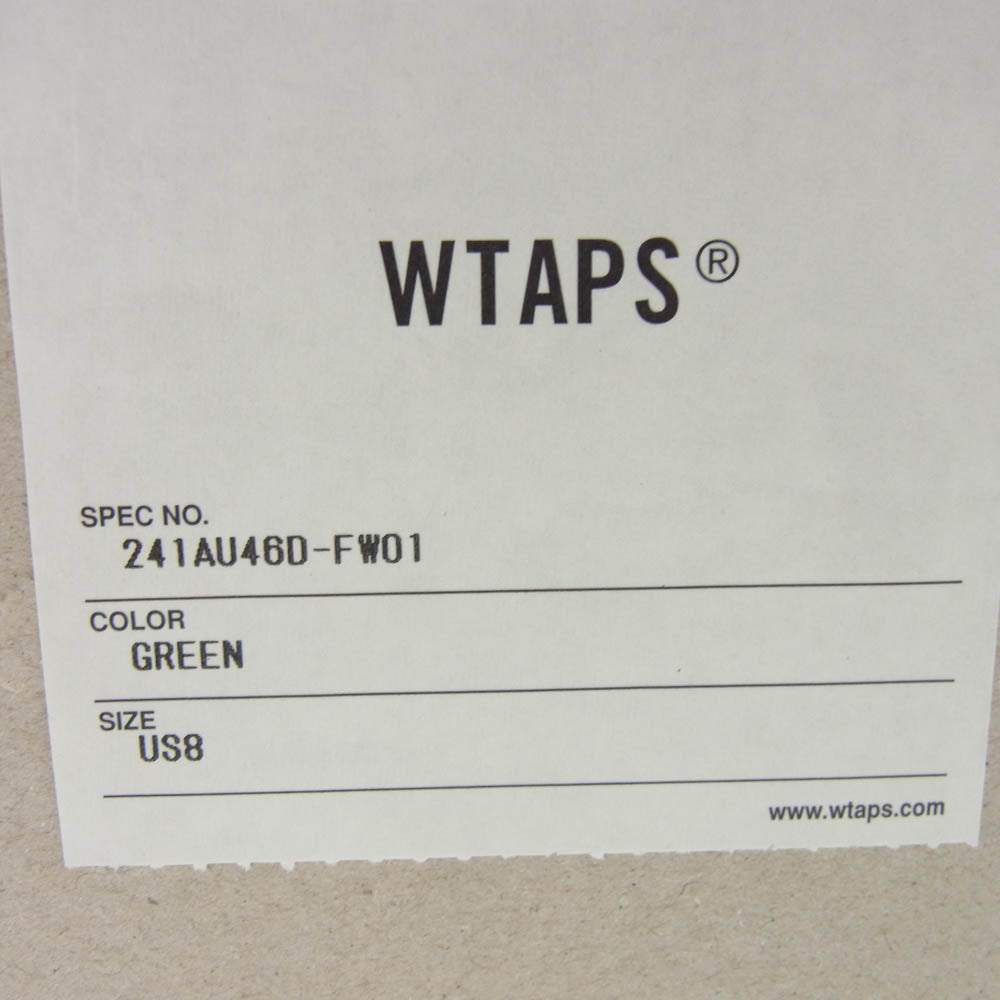 WTAPS®
SPEC NO.
241AU46D-FW01
COLOR
GREEN
SIZE
US8
www.wtaps.com